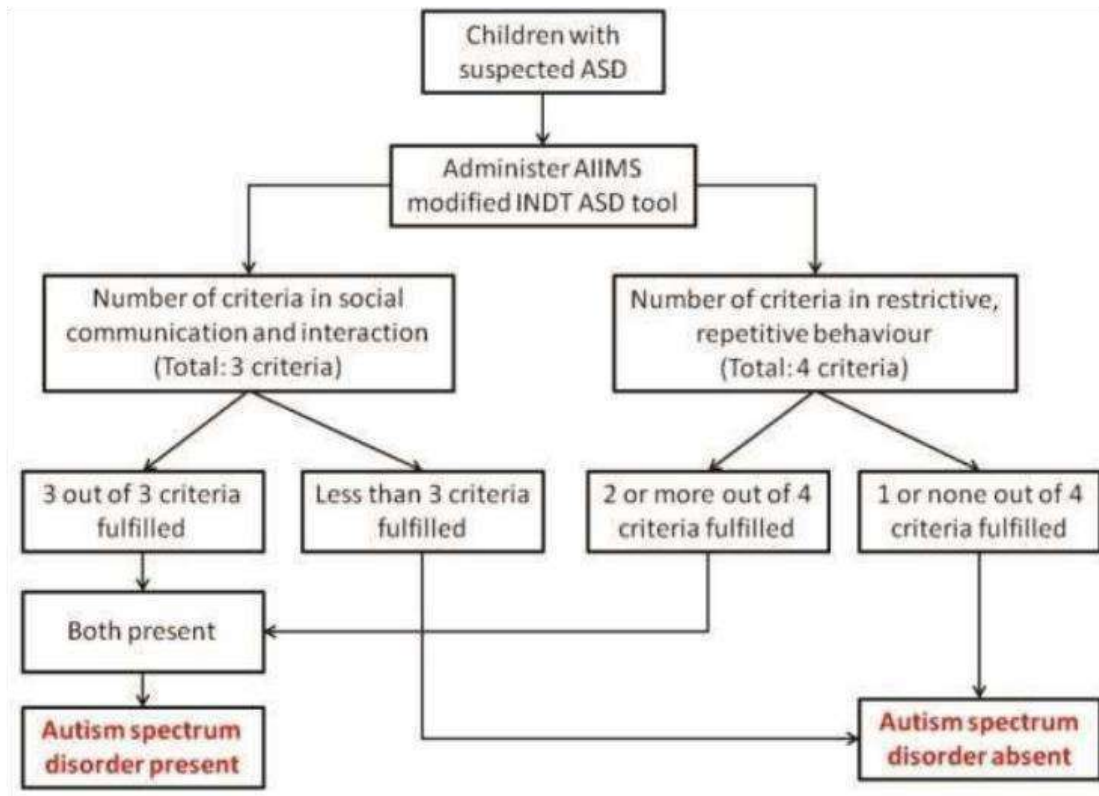 Children with
suspected ASD
Administer AIIMS
modified INDT ASD tool
Number of criteria in social
communication and interaction
(Total: 3 criteria)
Number of criteria in restrictive,
repetitive behaviour
(Total: 4 criteria)
3 out of 3 criteria
fulfilled
Less than 3 criteria
fulfilled
2 or more out of 4
criteria fulfilled
1 or none out of 4
criteria fulfilled
Both present
Autism spectrum
disorder present
Autism spectrum
disorder absent